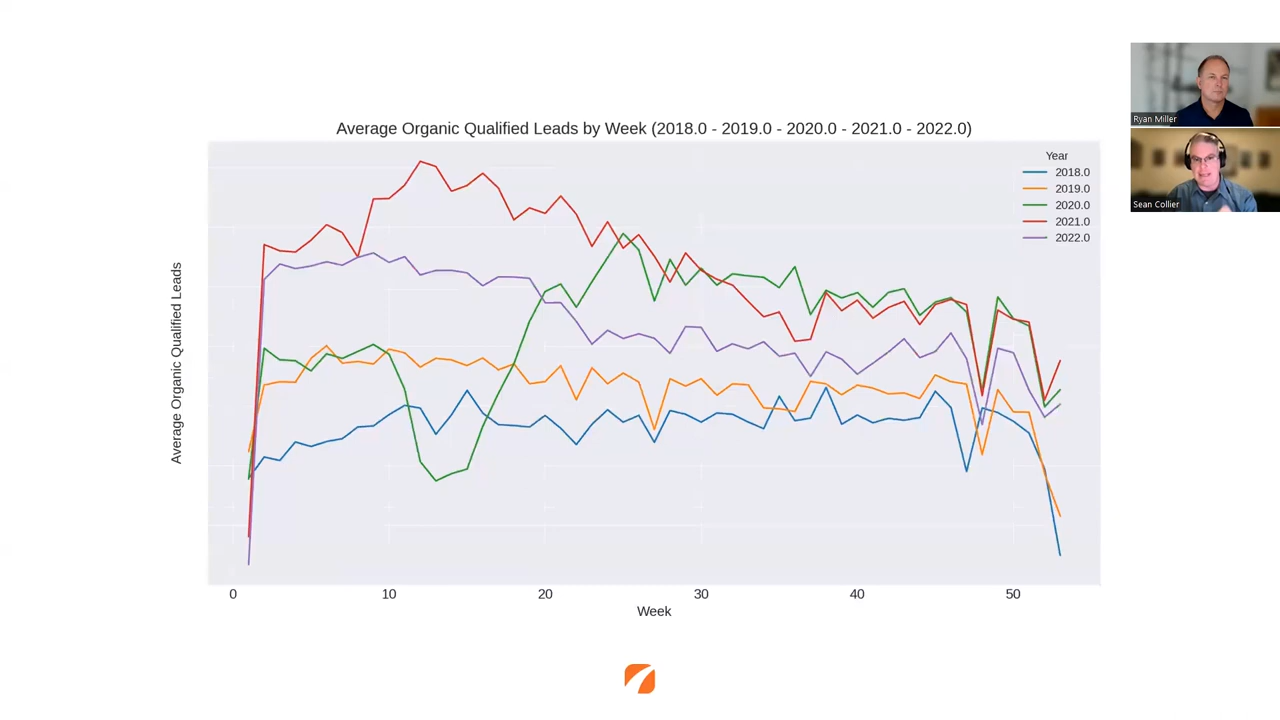 Ryan Miller
Sean Collier
Average Organic Qualified Leads by Week (2018.0 - 2019.0 - 2020.0 - 2021.0 - 2022.0)
Year
2018.0
2019.0
2020.0
2021.0
2022.0
Average Organic Qualified Leads
0 10 20 30 40 50
Week